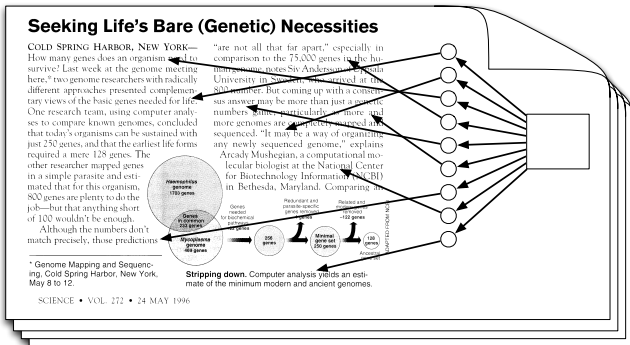 Seeking Life's Bare (Genetic) Necessities
COLD SPRING HARBOR, NEW YORK—
How many genes does an organism need to
survive? Last week at the genome meeting
here,* two genome researchers with radically
different approaches presented complemen-
tary views of the basic genes needed for life.
One research team, using computer analy-
ses to compare known genomes, concluded
that today's organisms can be sustained with
just 250 genes, and that the earliest life forms
required a mere 128 genes. The
other researcher mapped genes
in a simple parasite and esti-
mated that for this organism,
800 genes are plenty to do the
job—but that anything short
of 100 wouldn't be enough.
Although the numbers don't
match precisely, those predictions
* Genome Mapping and Sequenc-
ing, Cold Spring Harbor, New York,
May 8 to 12.
"are not all that far apart," especially in
comparison to the 75,000 genes in the hu-
man genome, notes Siv Andersson of Uppsala
University in Sweden, who arrived at the
800 number. But coming up with a consen-
sus answer may be more than just a genetic
numbers game, particularly as more and
more genomes are completely mapped and
sequenced. "It may be a way of organizing
any newly sequenced genome," explains
Arcady Mushegian, a computational mo-
lecular biologist at the National Center
for Biotechnology Information (NCBI)
in Bethesda, Maryland. Comparing an
Haemophilus
genome
1703 genes
Genes
in common
233 genes
Mycoplasma
genome
469 genes
Genes
needed
for biochemical
pathways
+22 genes
256
genes
Redundant and
parasite-specific
genes removed
genes
Minimal
gene set
250 genes
Related and
modern genes
removed
–122 genes
128
genes
Ancestral
ADAPTED FROM NCBI
Stripping down. Computer analysis yields an esti-
mate of the minimum modern and ancient genomes.
SCIENCE • VOL. 272 • 24 MAY 1996